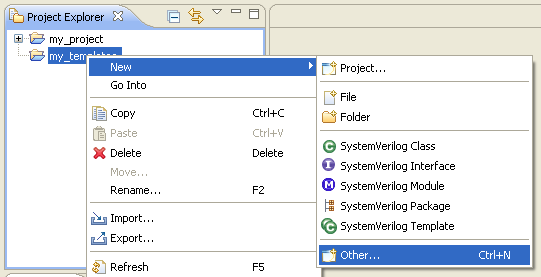 Project Explorer
my_project
my_templates
New
Go Into
Copy Ctrl+C
Paste Ctrl+V
Delete Delete
Move...
Rename... F2
Import...
Export...
Refresh F5
Project...
File
Folder
SystemVerilog Class
SystemVerilog Interface
SystemVerilog Module
SystemVerilog Package
SystemVerilog Template
Other... Ctrl+N